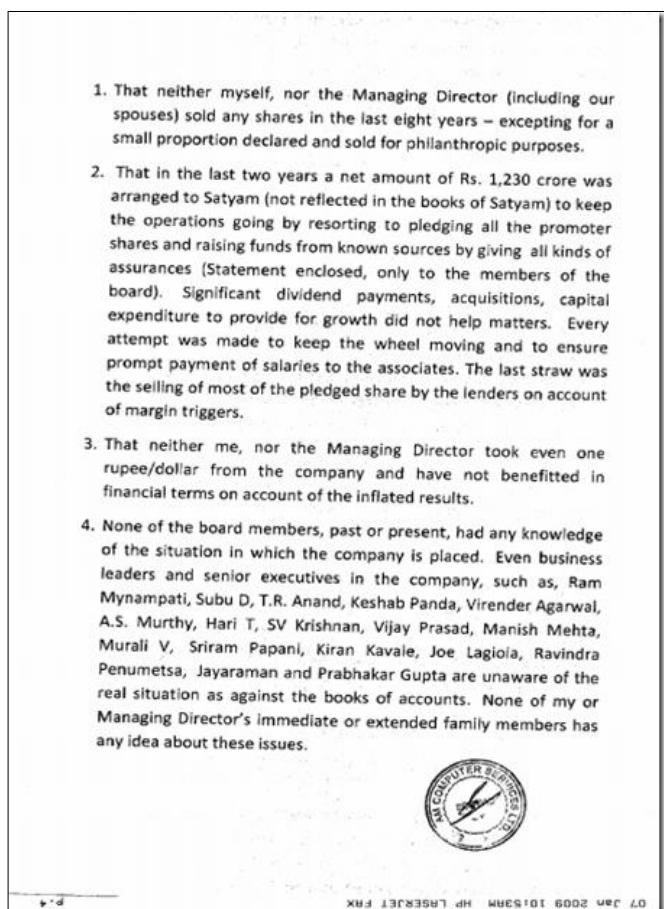 1. That neither myself, nor the Managing Director (including our
spouses) sold any shares in the last eight years – excepting for a
small proportion declared and sold for philanthropic purposes.
2. That in the last two years a net amount of Rs. 1,230 crore was
arranged to Satyam (not reflected in the books of Satyam) to keep
the operations going by resorting to pledging all the promoter
shares and raising funds from known sources by giving all kinds of
assurances (Statement enclosed, only to the members of the
board). Significant dividend payments, acquisitions, capital
expenditure to provide for growth did not help matters. Every
attempt was made to keep the wheel moving and to ensure
prompt payment of salaries to the associates. The last straw was
the selling of most of the pledged share by the lenders on account
of margin triggers.
3. That neither me, nor the Managing Director took even one
rupee/dollar from the company and have not benefitted in
financial terms on account of the inflated results.
4. None of the board members, past or present, had any knowledge
of the situation in which the company is placed. Even business
leaders and senior executives in the company, such as, Ram
Mynampati, Subu D, T.R. Anand, Keshab Panda, Virender Agarwal,
A.S. Murthy, Hari T, SV Krishnan, Vijay Prasad, Manish Mehta,
Murali V, Sriram Papani, Kiran Kavale, Joe Lagiola, Ravindra
Penumetsa, Jayaraman and Prabhakar Gupta are unaware of the
real situation as against the books of accounts. None of my or
Managing Director's immediate or extended family members has
any idea about these issues.
AM COMPUTER SERVICES LTD.
07 Jan 2009 10:53AM HP LASERJET FAX
p.4